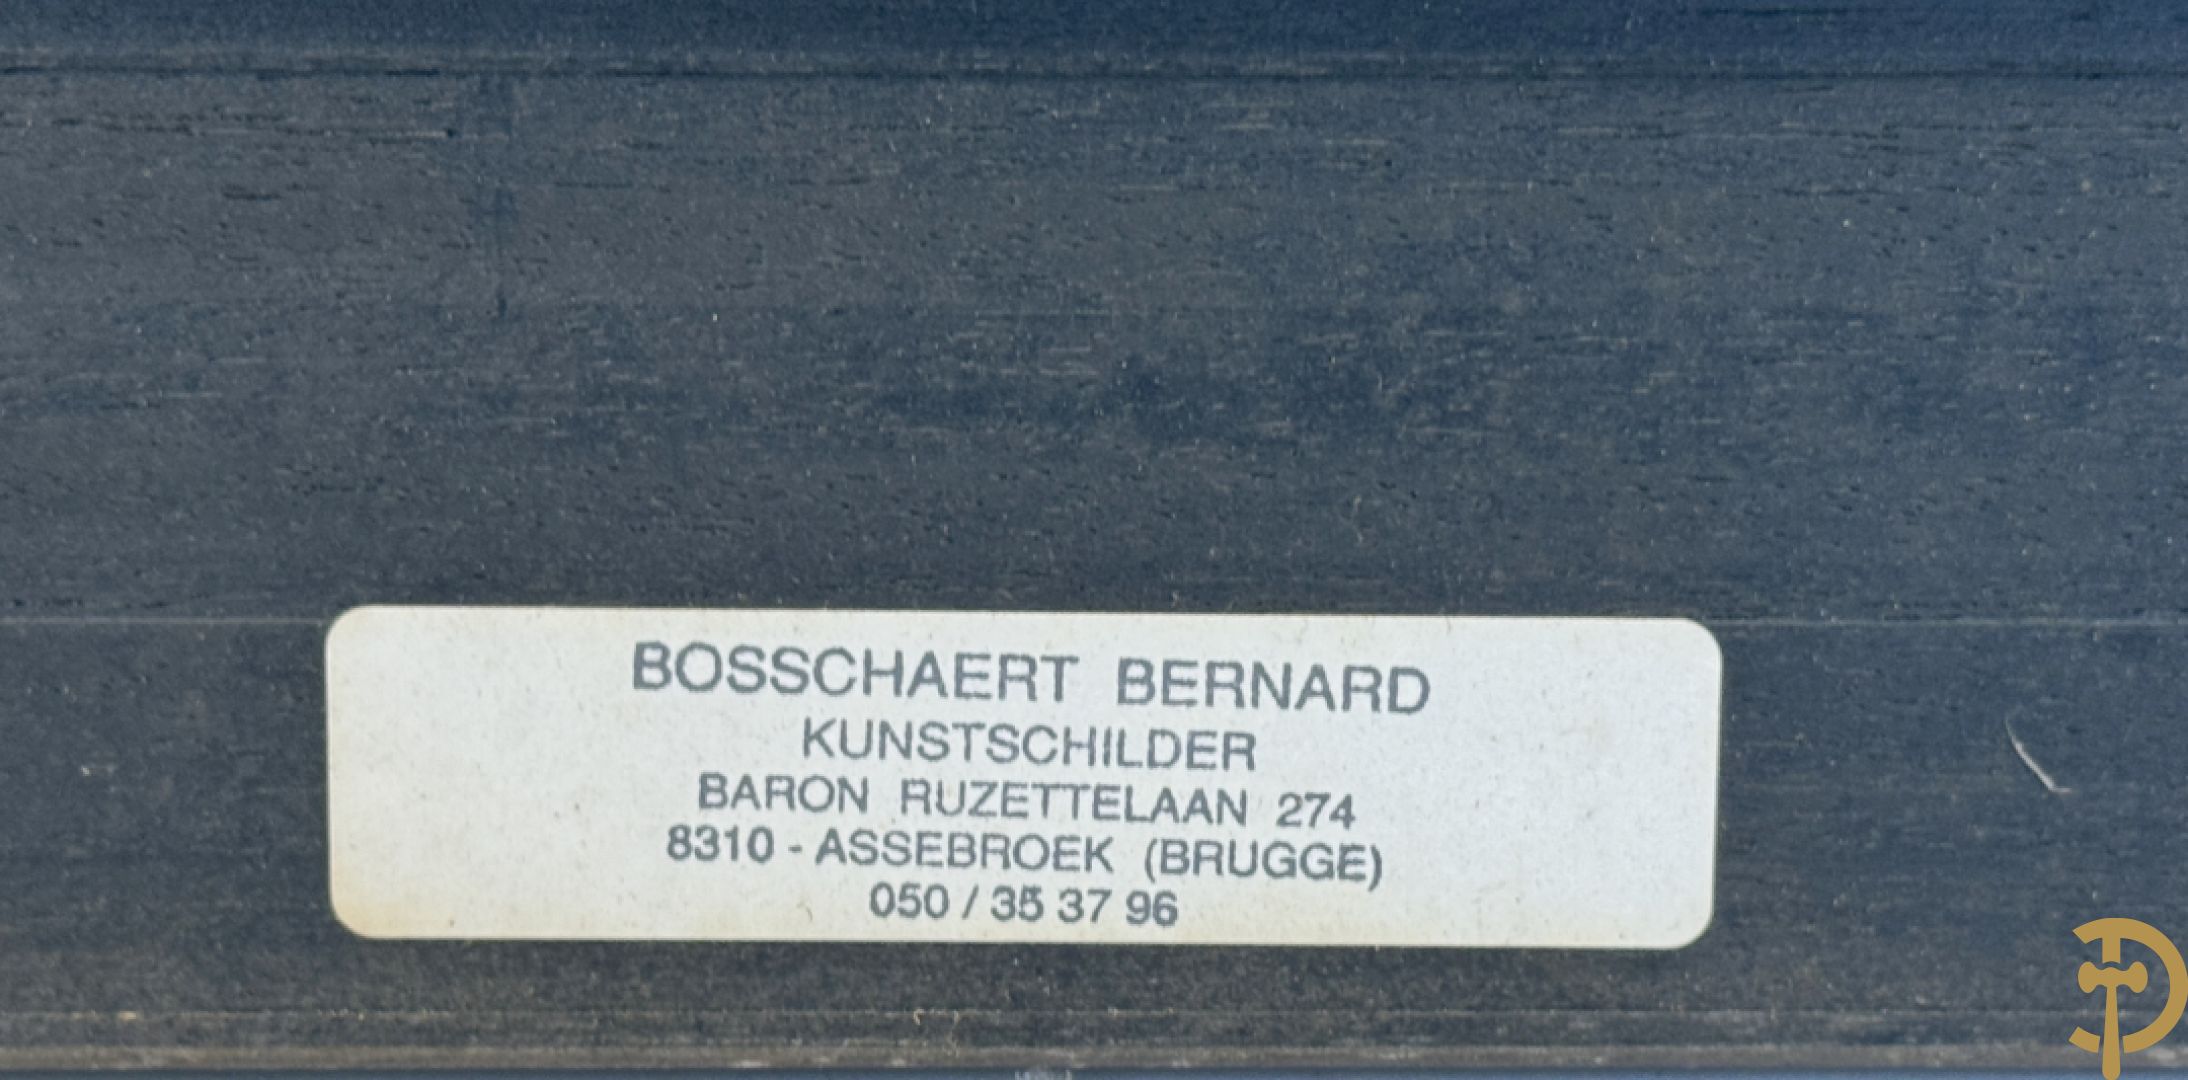 BOSSCHAERT BERNARD
KUNSTSCHILDER
BARON RUZETTELAAN 274
8310 - ASSEBROEK (BRUGGE)
050 / 35 37 96